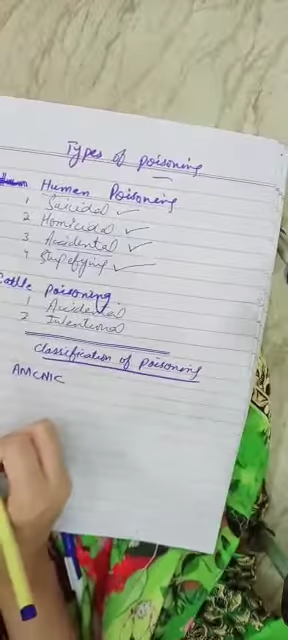 Types of poisoning
Human Poisoning
1 Suicidal ✓
2 Homicidal ✓
3 Accidental ✓
4 Stupefying ✓
Cattle poisoning
1 Accidental
2 Intentional
Classification of poisoning
AMCNIC